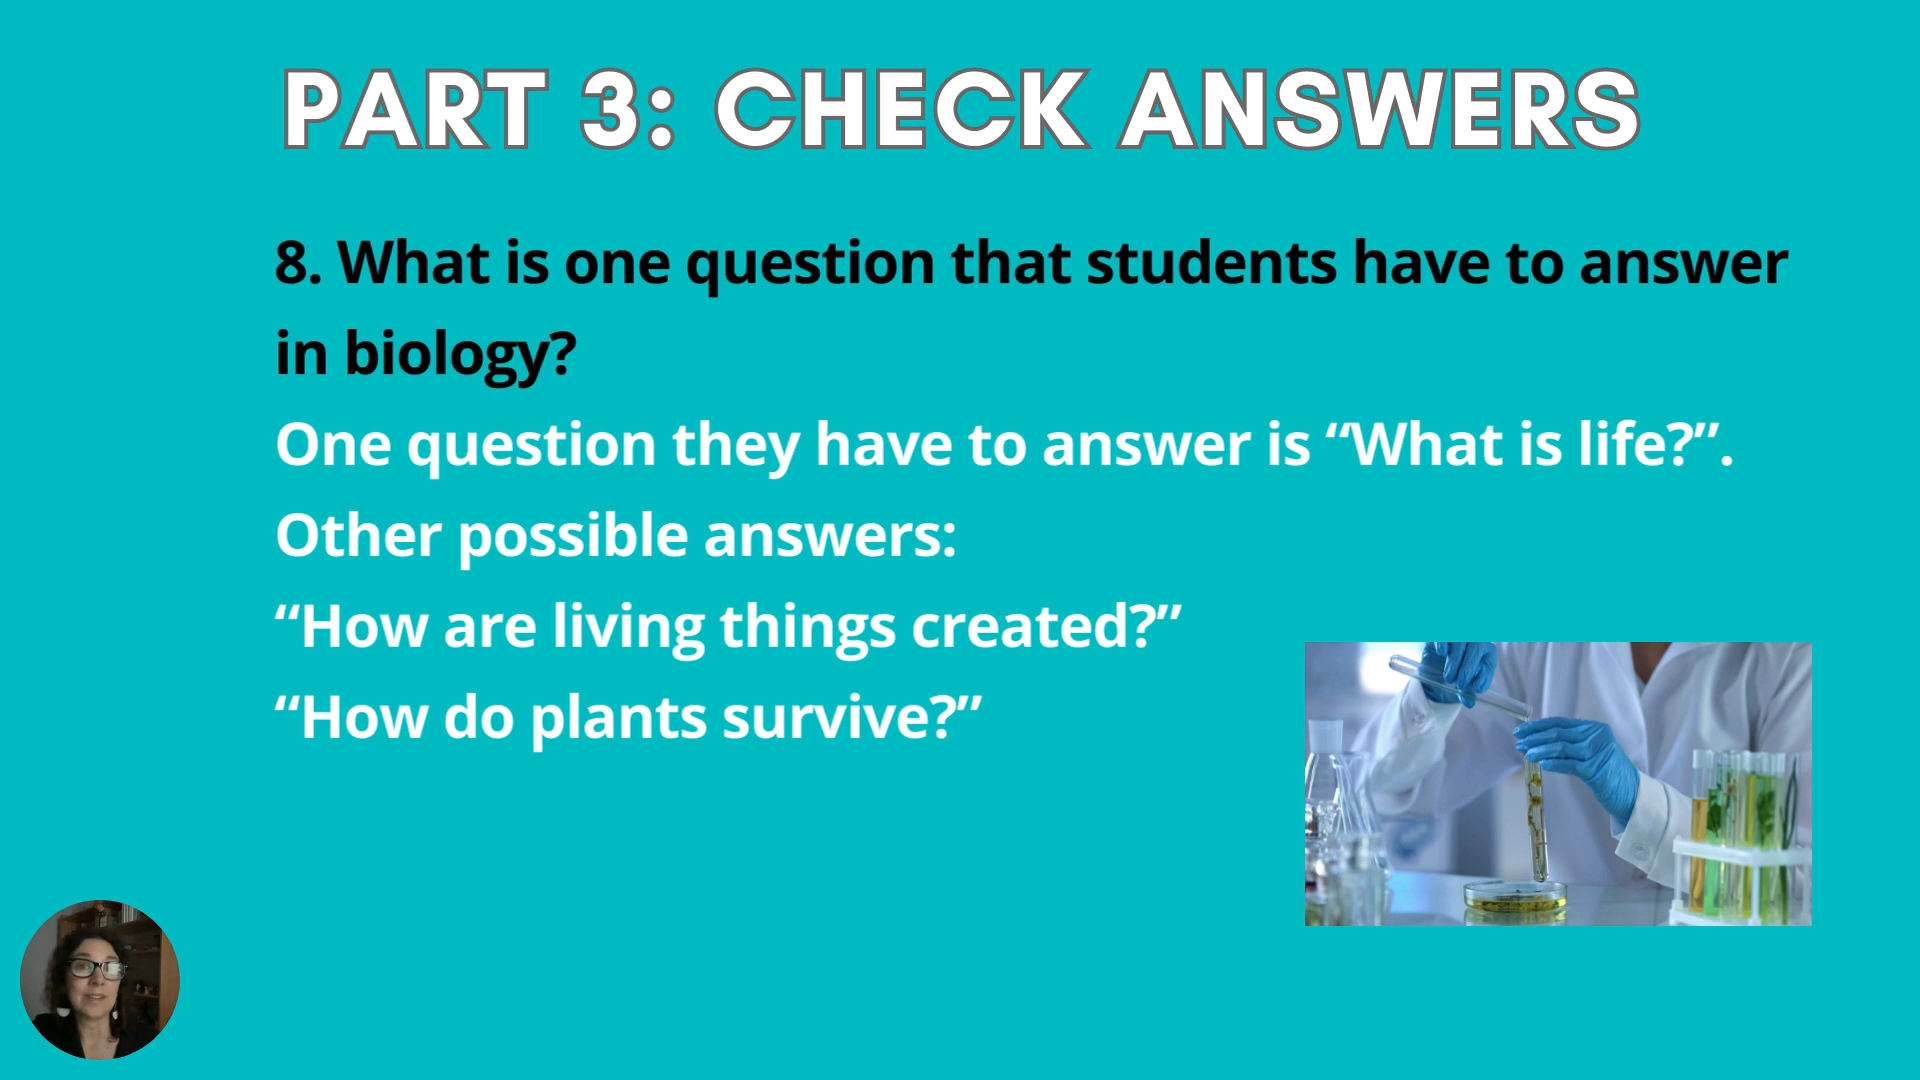 PART 3: CHECK ANSWERS
8. What is one question that students have to answer
in biology?
One question they have to answer is “What is life?”.
Other possible answers:
“How are living things created?”
“How do plants survive?”